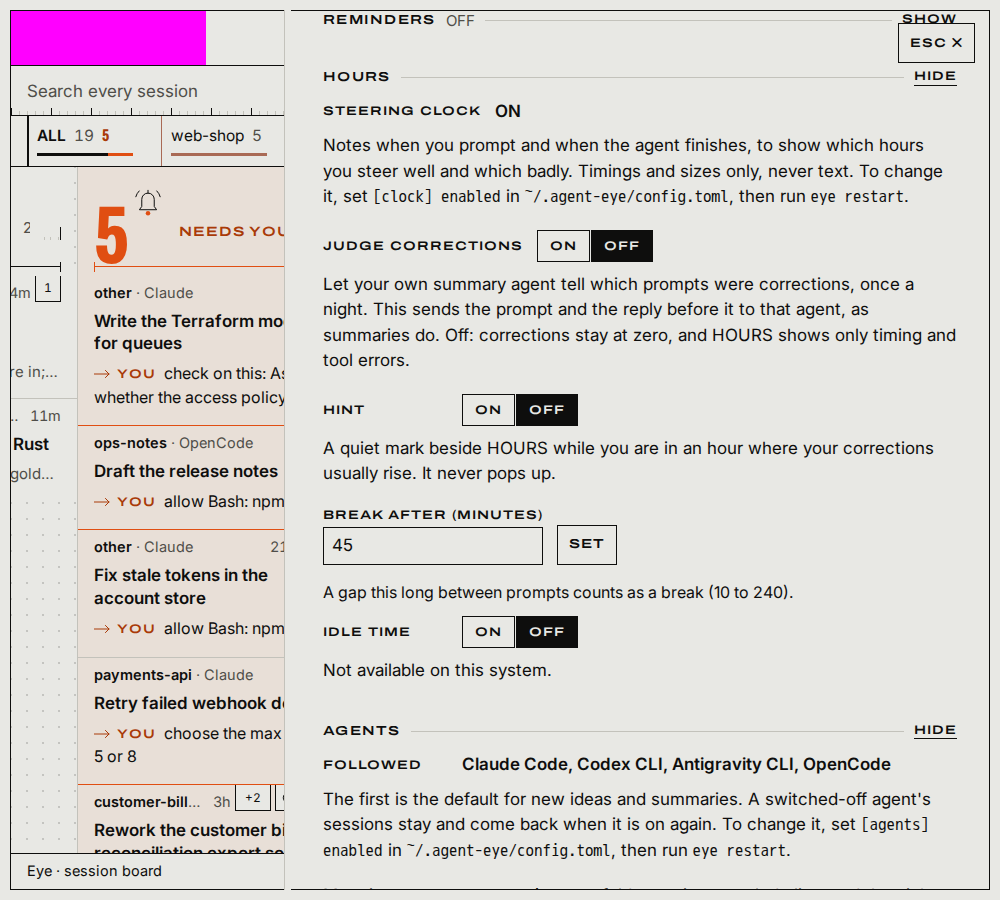 Search every session
ALL 19 5
web-shop 5
5 NEEDS YOU
4m 1
re in;...
11m
Rust
gold...
other · Claude
Write the Terraform
for queues
→ YOU check on this:
whether the access policy
ops-notes · OpenCode
Draft the release notes
→ YOU allow Bash: npm
other · Claude
Fix stale tokens in the
account store
→ YOU allow Bash: npm
payments-api · Claude
Retry failed webhook
→ YOU choose the max
5 or 8
customer-bill... 3h +2
Rework the customer
Eye · session board
REMINDERS OFF SHOW
ESC ×
HOURS HIDE
STEERING CLOCK ON
Notes when you prompt and when the agent finishes, to show which hours
you steer well and which badly. Timings and sizes only, never text. To change
it, set [clock] enabled in ~/.agent-eye/config.toml, then run eye restart.
JUDGE CORRECTIONS ON OFF
Let your own summary agent tell which prompts were corrections, once a
night. This sends the prompt and the reply before it to that agent, as
summaries do. Off: corrections stay at zero, and HOURS shows only timing and
tool errors.
HINT ON OFF
A quiet mark beside HOURS while you are in an hour where your corrections
usually rise. It never pops up.
BREAK AFTER (MINUTES)
45 SET
A gap this long between prompts counts as a break (10 to 240).
IDLE TIME ON OFF
Not available on this system.
AGENTS HIDE
FOLLOWED Claude Code, Codex CLI, Antigravity CLI, OpenCode
The first is the default for new ideas and summaries. A switched-off agent's
sessions stay and come back when it is on again. To change it, set [agents]
enabled in ~/.agent-eye/config.toml, then run eye restart.